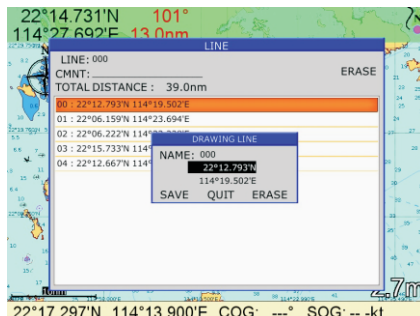 22°14.731'N 101°
114°27.692'E 13.0nm
LINE
LINE: 000
CMNT:
ERASE
TOTAL DISTANCE : 39.0nm
00 : 22°12.793'N 114°19.502'E
01 : 22°06.159'N 114°23.694'E
02 : 22°06.222'N 114°
03 : 22°15.733'N 114°
04 : 22°12.667'N 114°
DRAWING LINE
NAME: 000
22°12.793'N
114°19.502'E
SAVE QUIT ERASE
10nm
2.7m
22°17.297'N 114°13.900'E COG: ---° SOG: -- -kt